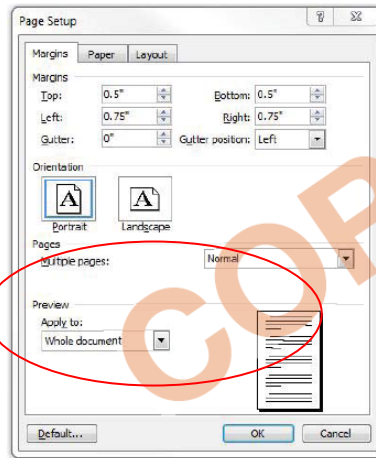 Page Setup
Margins Paper Layout
Margins
Top: 0.5" Bottom: 0.5"
Left: 0.75" Right: 0.75"
Gutter: 0" Gutter position: Left
Orientation
A A
Portrait Landscape
Pages
Multiple pages: Normal
Preview
Apply to:
Whole document
Default... OK Cancel
COP